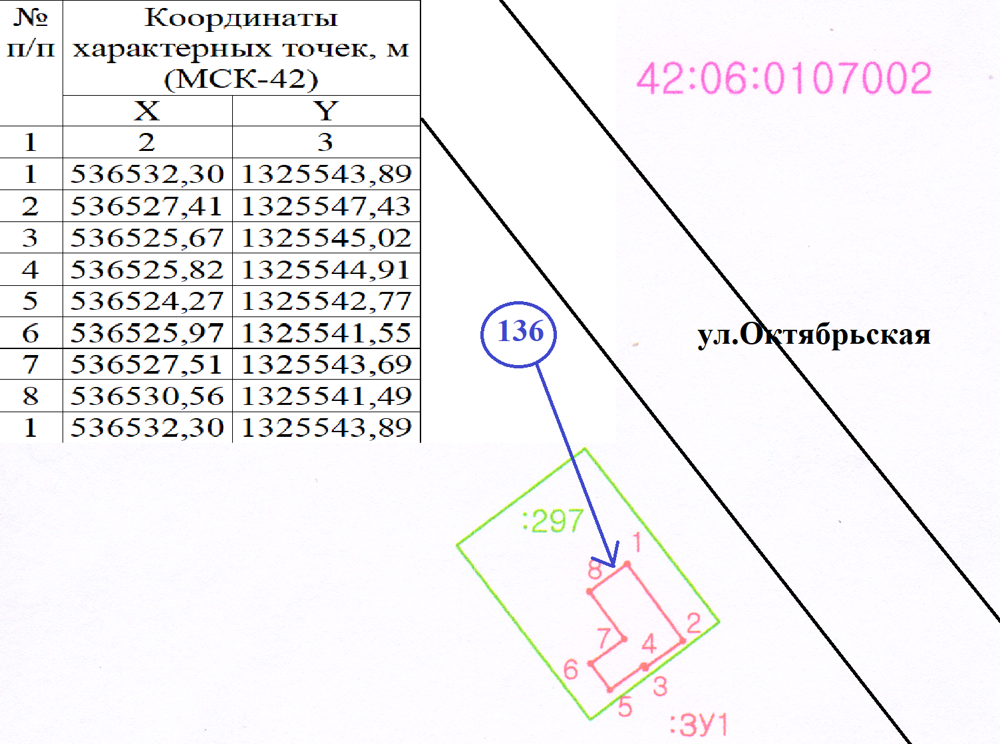 № п/п Координаты
характерных точек, м
(МСК-42)
X Y
1 2 3
1 536532,30 1325543,89
2 536527,41 1325547,43
3 536525,67 1325545,02
4 536525,82 1325544,91
5 536524,27 1325542,77
6 536525,97 1325541,55
7 536527,51 1325543,69
8 536530,56 1325541,49
1 536532,30 1325543,89
42:06:0107002
136
ул.Октябрьская
:297
1
8
2
7
4
6
3
5
:ЗУ1